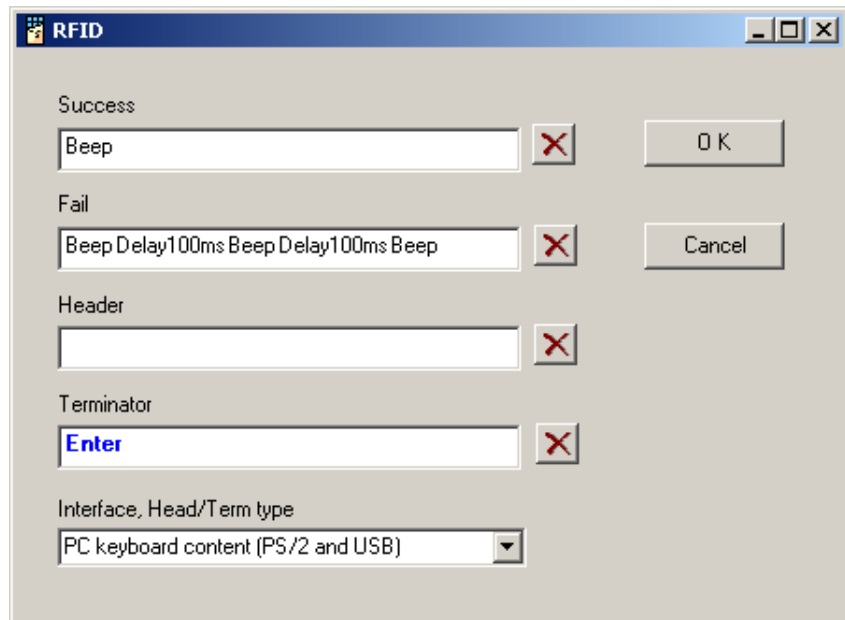 RFID
Success
Beep
O K
Fail
Beep Delay100ms Beep Delay100ms Beep
Cancel
Header
Terminator
Enter
Interface, Head/Term type
PC keyboard content (PS/2 and USB)